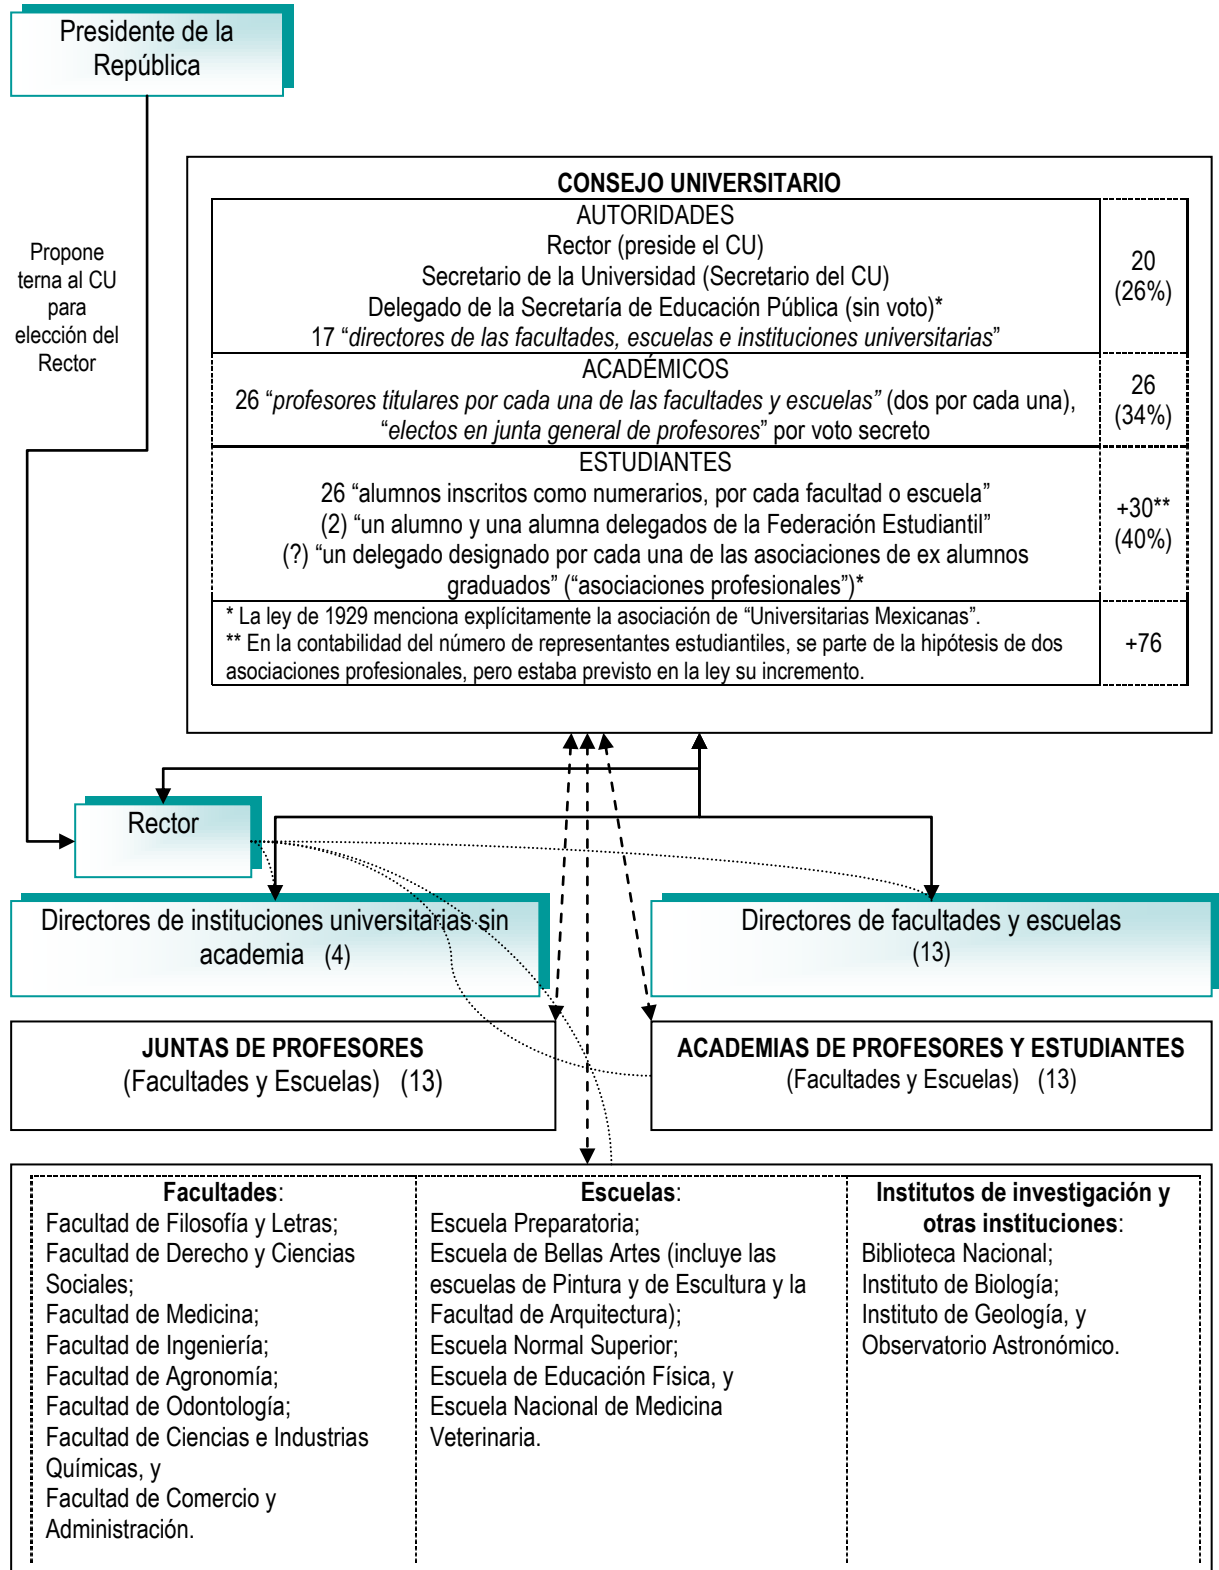 Presidente de la
República
Propone
terna al CU
para
elección del
Rector
CONSEJO UNIVERSITARIO
AUTORIDADES
Rector (preside el CU)
Secretario de la Universidad (Secretario del CU)
Delegado de la Secretaría de Educación Pública (sin voto)*
17 “directores de las facultades, escuelas e instituciones universitarias”
20
(26%)
ACADÉMICOS
26 “profesores titulares por cada una de las facultades y escuelas” (dos por cada una),
“electos en junta general de profesores” por voto secreto
26
(34%)
ESTUDIANTES
26 “alumnos inscritos como numerarios, por cada facultad o escuela”
(2) “un alumno y una alumna delegados de la Federación Estudiantil”
(?) “un delegado designado por cada una de las asociaciones de ex alumnos
graduados” (“asociaciones profesionales”)*
+30**
(40%)
* La ley de 1929 menciona explícitamente la asociación de “Universitarias Mexicanas”.
** En la contabilidad del número de representantes estudiantiles, se parte de la hipótesis de dos
asociaciones profesionales, pero estaba previsto en la ley su incremento.
+76
Rector
Directores de instituciones universitarias sin
academia (4)
Directores de facultades y escuelas
(13)
JUNTAS DE PROFESORES
(Facultades y Escuelas) (13)
ACADEMIAS DE PROFESORES Y ESTUDIANTES
(Facultades y Escuelas) (13)
Facultades:
Facultad de Filosofía y Letras;
Facultad de Derecho y Ciencias
Sociales;
Facultad de Medicina;
Facultad de Ingeniería;
Facultad de Agronomía;
Facultad de Odontología;
Facultad de Ciencias e Industrias
Químicas, y
Facultad de Comercio y
Administración.
Escuelas:
Escuela Preparatoria;
Escuela de Bellas Artes (incluye las
escuelas de Pintura y de Escultura y la
Facultad de Arquitectura);
Escuela Normal Superior;
Escuela de Educación Física, y
Escuela Nacional de Medicina
Veterinaria.
Institutos de investigación y
otras instituciones:
Biblioteca Nacional;
Instituto de Biología;
Instituto de Geología, y
Observatorio Astronómico.